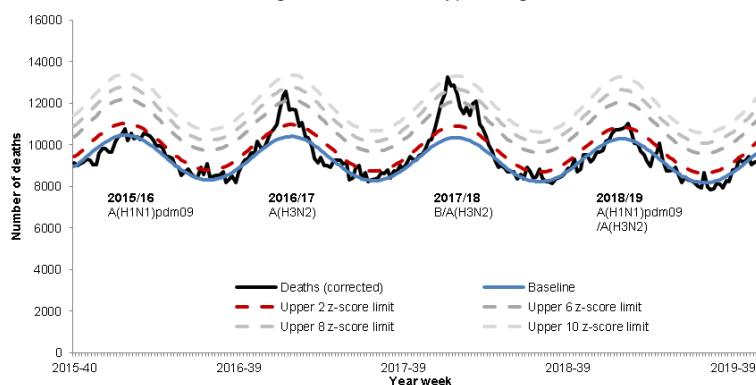 16000
14000
12000
10000
8000
6000
4000
2000
0
Number of deaths
2015/16
A(H1N1)pdm09
2016/17
A(H3N2)
2017/18
B/A(H3N2)
2018/19
A(H1N1)pdm09
/A(H3N2)
Deaths (corrected)
Baseline
Upper 2 z-score limit
Upper 6 z-score limit
Upper 8 z-score limit
Upper 10 z-score limit
2015-40
2016-39
2017-39
2018-39
2019-39
Year week